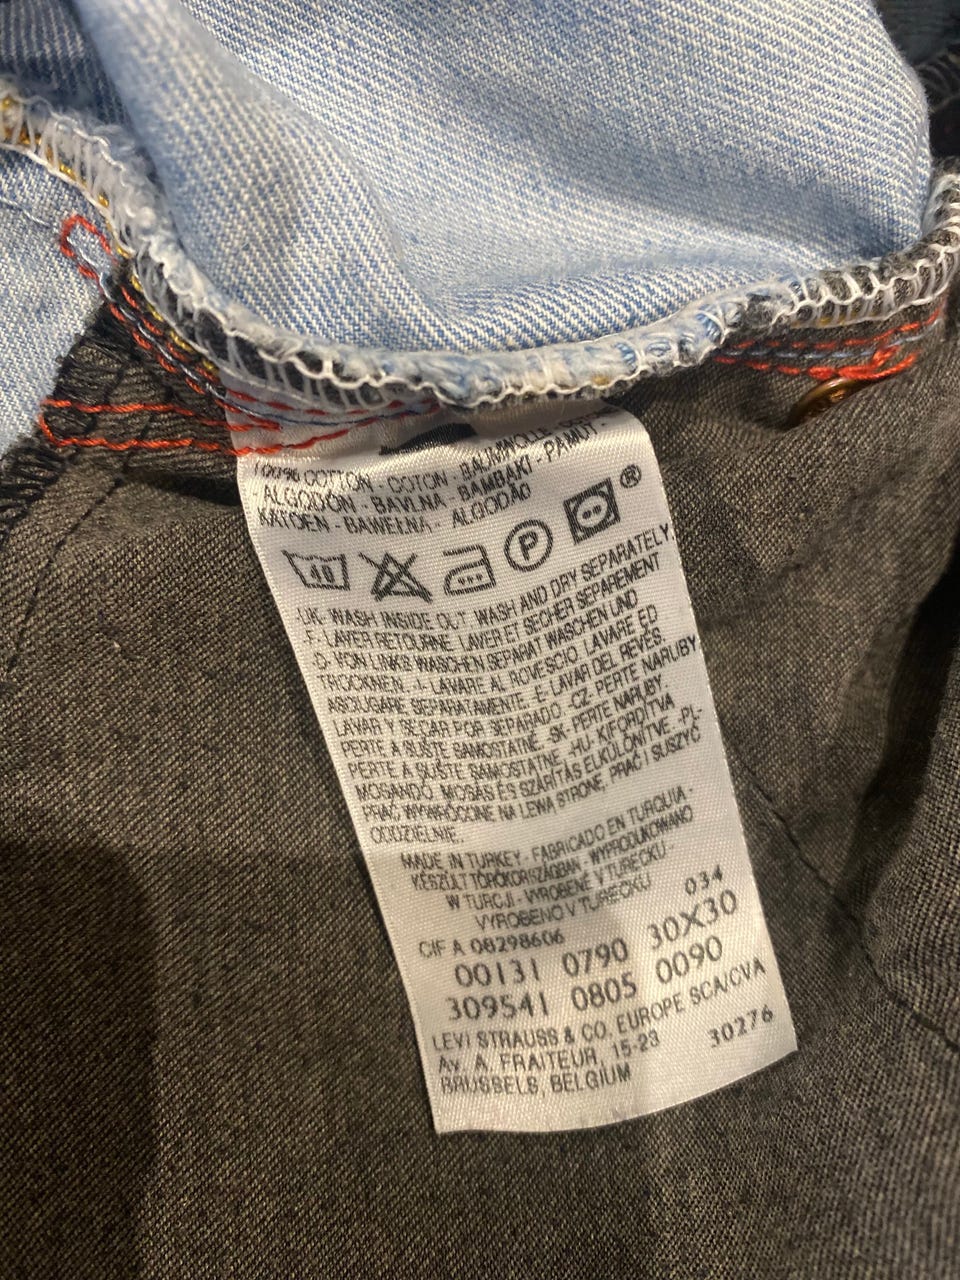 100% COTTON - COTON - BAUMWOLLE -
- ALGODÓN - BAVLNA - BAMBAKI - PAMUT -
KATOEN - BAWEŁNA - ALGODÃO
40 P ®
-UK- WASH INSIDE OUT WASH AND DRY SEPARATELY.
-F- LAVER RETOURNE LAVER ET SECHER SEPAREMENT
-D- VON LINKS WASCHEN SEPARAT WASCHEN UND
TROCKNEN. -I- LAVARE AL ROVESCIO. LAVARE ED
ASCIUGARE SEPARATAMENTE. -E- LAVAR DEL REVÉS.
LAVAR Y SECAR POR SEPARADO. -CZ- PERTE NARUBY
PERTE A SUŠTE SAMOSTATNĚ. -SK- PERTE NARUBY
PERTE A SUŠTE SAMOSTATNE. -HU- KIFORDÍTVA
MOSANDÓ. MOSÁS ÉS SZÁRÍTÁS ELKÜLÖNÍTVE. -PL-
PRAĆ WYWRÓCONE NA LEWĄ STRONĘ, PRAĆ I SUSZYĆ
ODDZIELNIE.
MADE IN TURKEY - FABRICADO EN TURQUIA -
KÉSZÜLT TÖRÖKORSZÁGBAN - WYPRODUKOWANO
W TURCJI - VYROBENÉ V TURECKU -
VYROBENO V TURECKU
034
CIF A 08298606
00131 0790 30X30
309541 0805 0090
LEVI STRAUSS & CO. EUROPE SCA/CVA
AV. A. FRAITEUR, 15-23 30276
BRUSSELS, BELGIUM